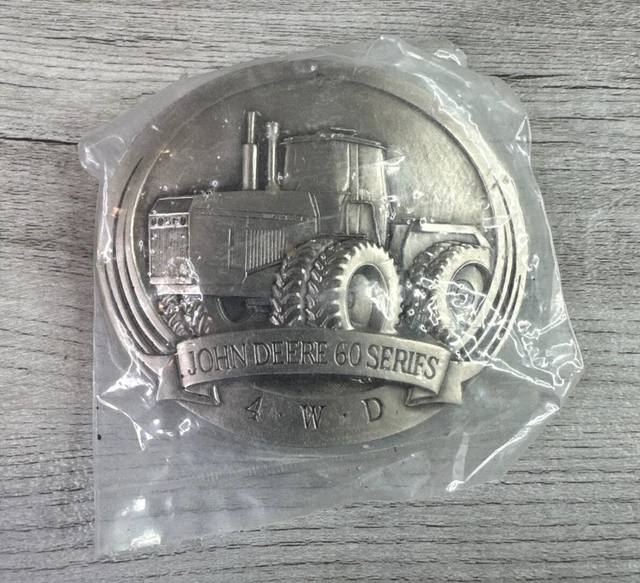 JOHN DEERE 60 SERIES
4 · W · D